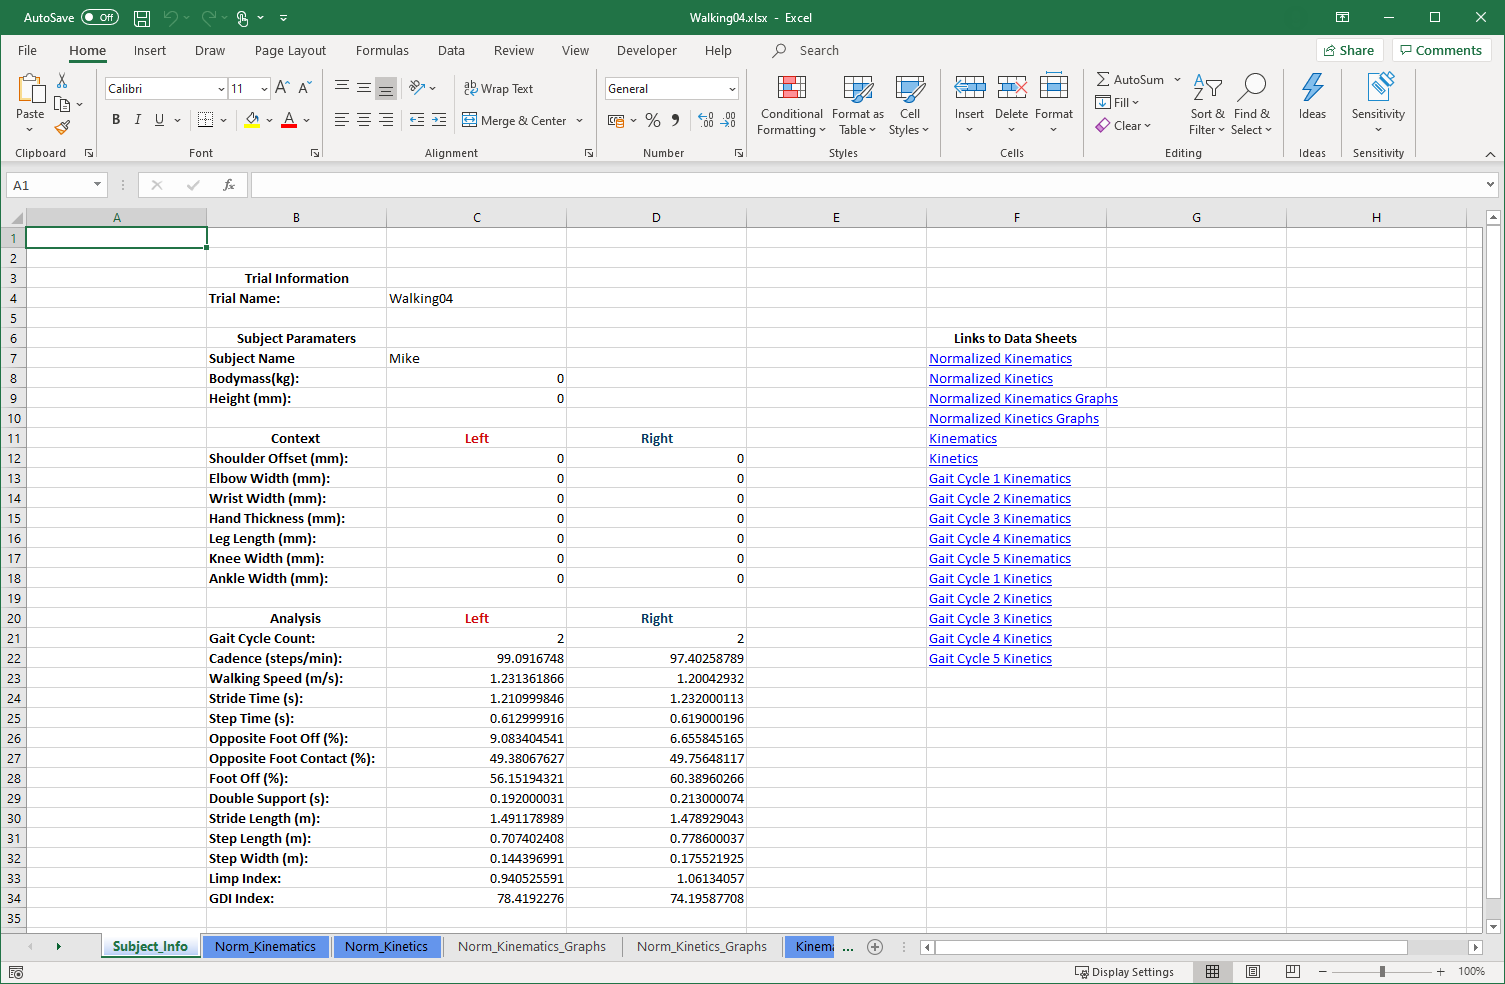 AutoSave Off Walking04.xlsx - Excel
File Home Insert Draw Page Layout Formulas Data Review View Developer Help Search Share Comments
Paste Calibri 11 A^ A B I U A ab Wrap Text Merge & Center General % Conditional Formatting Format as Table Cell Styles Insert Delete Format AutoSum Fill Clear Sort & Filter Find & Select Ideas Sensitivity
Clipboard Font Alignment Number Styles Cells Editing Ideas Sensitivity
A1 fx
A B C D E F G H
1
2
3 Trial Information
4 Trial Name: Walking04
5
6 Subject Paramaters Links to Data Sheets
7 Subject Name Mike Normalized Kinematics
8 Bodymass(kg): 0 Normalized Kinetics
9 Height (mm): 0 Normalized Kinematics Graphs
10 Normalized Kinetics Graphs
11 Context Left Right Kinematics
12 Shoulder Offset (mm): 0 0 Kinetics
13 Elbow Width (mm): 0 0 Gait Cycle 1 Kinematics
14 Wrist Width (mm): 0 0 Gait Cycle 2 Kinematics
15 Hand Thickness (mm): 0 0 Gait Cycle 3 Kinematics
16 Leg Length (mm): 0 0 Gait Cycle 4 Kinematics
17 Knee Width (mm): 0 0 Gait Cycle 5 Kinematics
18 Ankle Width (mm): 0 0 Gait Cycle 1 Kinetics
19 Gait Cycle 2 Kinetics
20 Analysis Left Right Gait Cycle 3 Kinetics
21 Gait Cycle Count: 2 2 Gait Cycle 4 Kinetics
22 Cadence (steps/min): 99.0916748 97.40258789 Gait Cycle 5 Kinetics
23 Walking Speed (m/s): 1.231361866 1.20042932
24 Stride Time (s): 1.210999846 1.232000113
25 Step Time (s): 0.612999916 0.619000196
26 Opposite Foot Off (%): 9.083404541 6.655845165
27 Opposite Foot Contact (%): 49.38067627 49.75648117
28 Foot Off (%): 56.15194321 60.38960266
29 Double Support (s): 0.192000031 0.213000074
30 Stride Length (m): 1.491178989 1.478929043
31 Step Length (m): 0.707402408 0.778600037
32 Step Width (m): 0.144396991 0.175521925
33 Limp Index: 0.940525591 1.06134057
34 GDI Index: 78.4192276 74.19587708
35
Subject_Info Norm_Kinematics Norm_Kinetics Norm_Kinematics_Graphs Norm_Kinetics_Graphs Kinema ...
Display Settings 100%